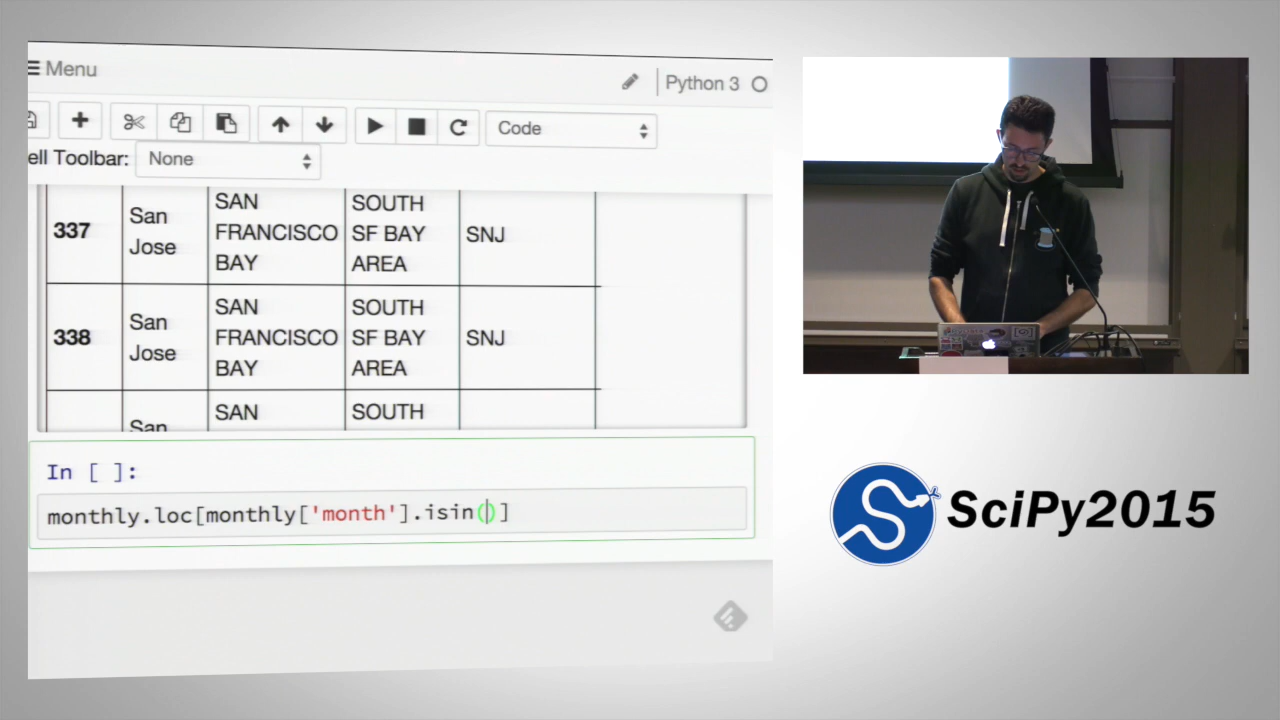 Menu
Python 3
Code
ell Toolbar: None
337
San
Jose
SAN
FRANCISCO
BAY
SOUTH
SF BAY
AREA
SNJ
338
San
Jose
SAN
FRANCISCO
BAY
SOUTH
SF BAY
AREA
SNJ
San
SAN
SOUTH
In [ ]:
monthly.loc[monthly['month'].isin()]
SciPy2015